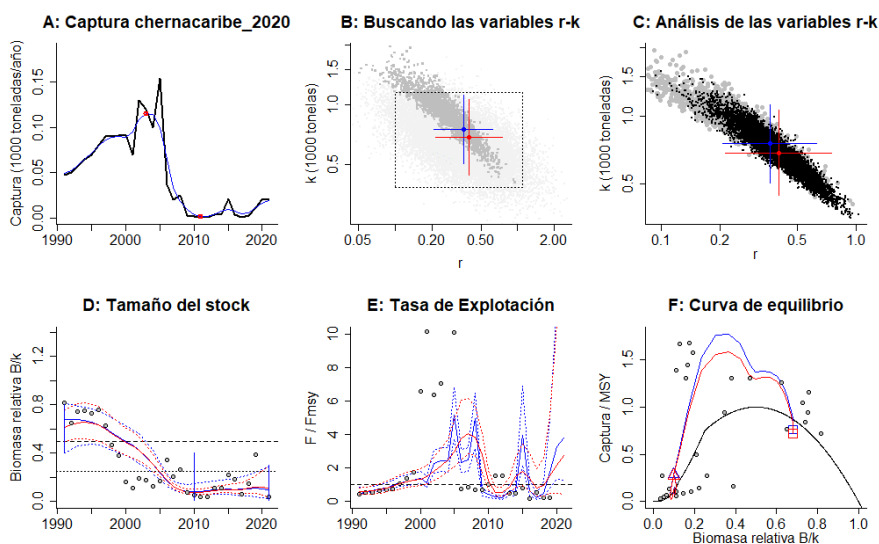 A: Captura chernacaribe_2020
B: Buscando las variables r-k
C: Análisis de las variables r-k
Captura (1000 toneladas/año)
0.00 0.05 0.10 0.15
1990 2000 2010 2020
k (1000 tonelas)
0.5 1.0 1.5
0.05 0.20 0.50 2.00
r
k (1000 toneladas)
0.5 1.0 1.5
0.1 0.2 0.5 1.0
r
D: Tamaño del stock
E: Tasa de Explotación
F: Curva de equilibrio
Biomasa relativa B/k
0.0 0.4 0.8 1.2
1990 2000 2010 2020
F / Fmsy
0 2 4 6 8 10
1990 2000 2010 2020
Captura / MSY
0.0 0.5 1.0 1.5
0.0 0.2 0.4 0.6 0.8 1.0
Biomasa relativa B/k